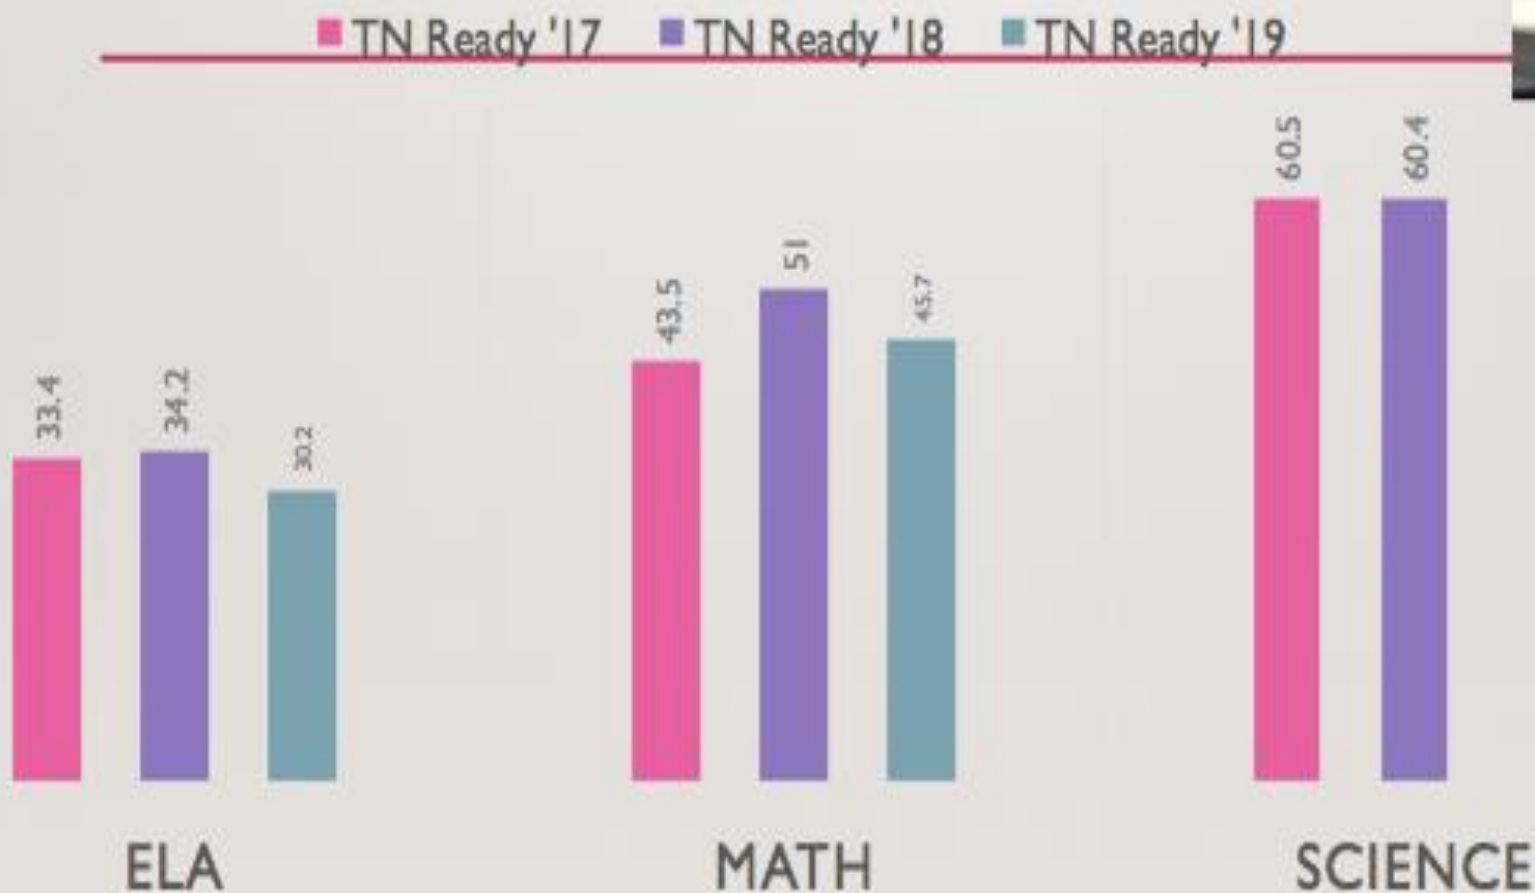 TN Ready '17 TN Ready '18 TN Ready '19
60.5 60.4
51
43.5 45.7
33.4 34.2 30.2
ELA MATH SCIENCE